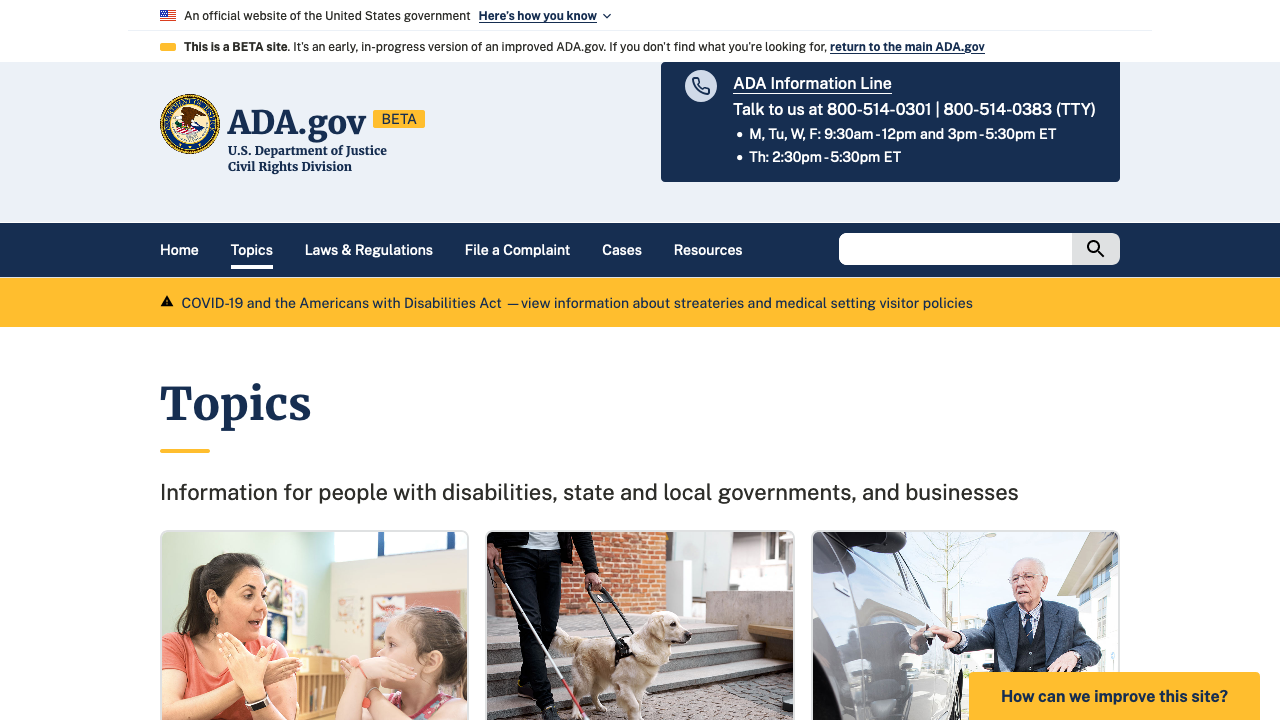 An official website of the United States government Here's how you know
This is a BETA site. It's an early, in-progress version of an improved ADA.gov. If you don't find what you're looking for, return to the main ADA.gov
ADA.gov BETA
U.S. Department of Justice
Civil Rights Division
ADA Information Line
Talk to us at 800-514-0301 | 800-514-0383 (TTY)
M, Tu, W, F: 9:30am-12pm and 3pm-5:30pm ET
Th: 2:30pm-5:30pm ET
Home Topics Laws & Regulations File a Complaint Cases Resources
COVID-19 and the Americans with Disabilities Act —view information about streateries and medical setting visitor policies
Topics
Information for people with disabilities, state and local governments, and businesses
How can we improve this site?